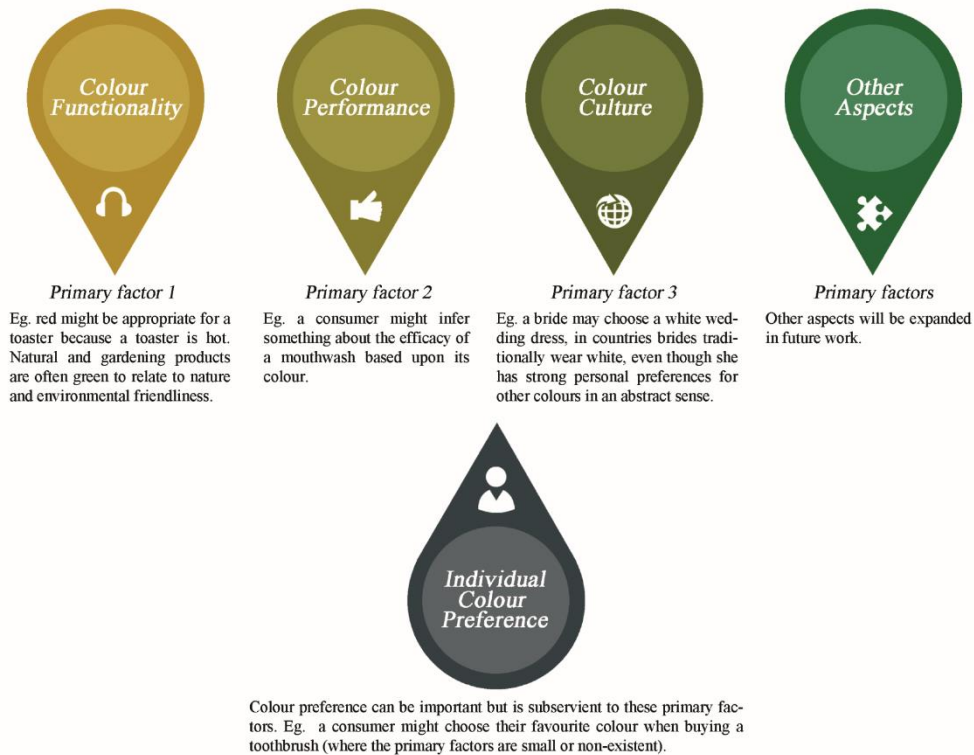 Colour
Functionality
Colour
Performance
Colour
Culture
Other
Aspects
Primary factor 1
Eg. red might be appropriate for a
toaster because a toaster is hot.
Natural and gardening products
are often green to relate to nature
and environmental friendliness.
Primary factor 2
Eg. a consumer might infer
something about the efficacy of
a mouthwash based upon its
colour.
Primary factor 3
Eg. a bride may choose a white wed-
ding dress, in countries brides tradi-
tionally wear white, even though she
has strong personal preferences for
other colours in an abstract sense.
Primary factors
Other aspects will be expanded
in future work.
Individual
Colour
Preference
Colour preference can be important but is subservient to these primary fac-
tors. Eg. a consumer might choose their favourite colour when buying a
toothbrush (where the primary factors are small or non-existent).